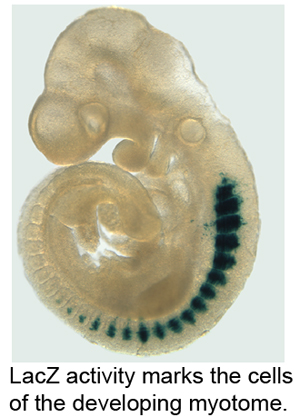 LacZ activity marks the cells
of the developing myotome.